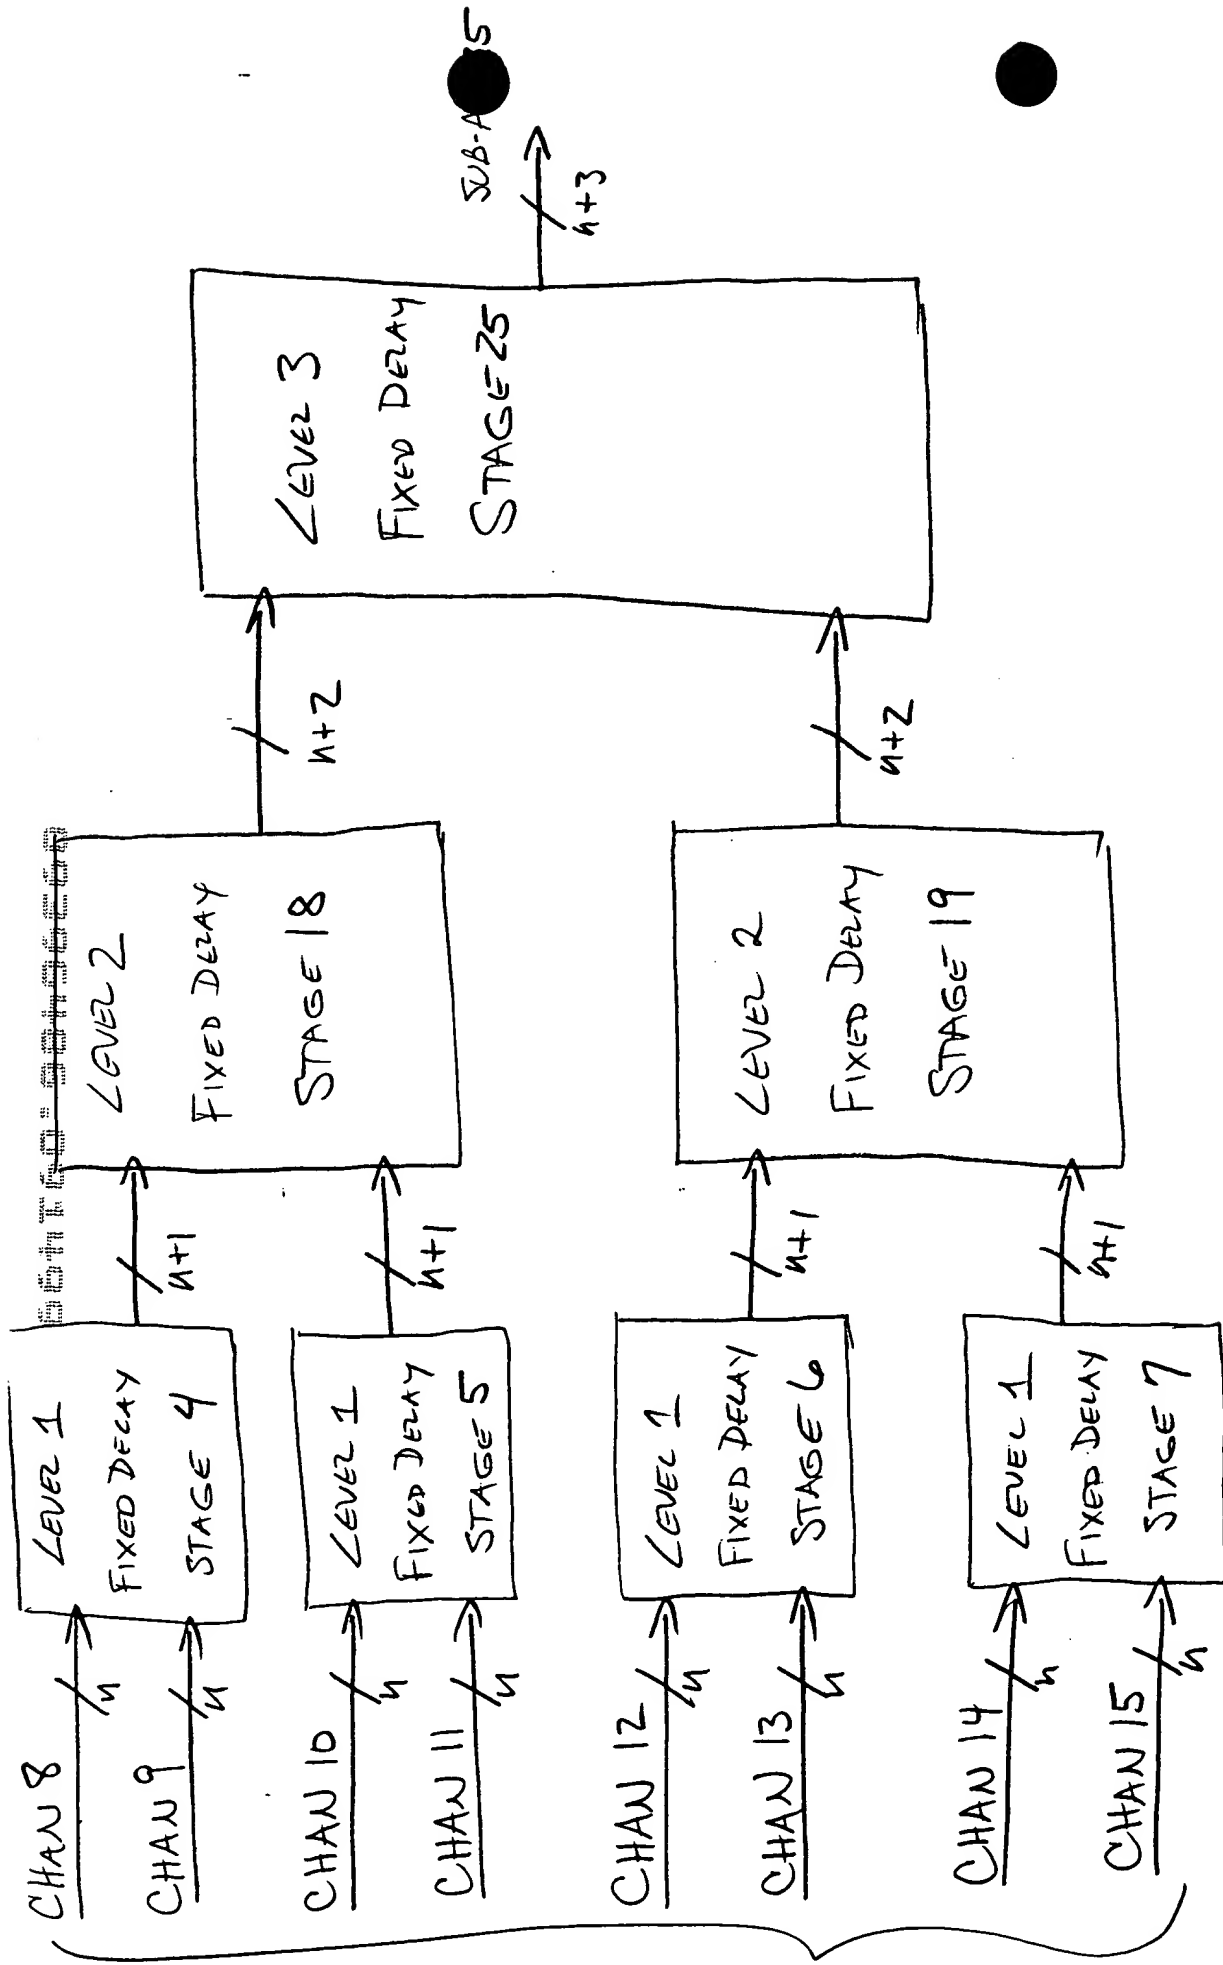 CHAN 8
n
CHAN 9
n
LEVEL 1
FIXED DELAY
STAGE 4
n+1
CHAN 10
n
CHAN 11
n
LEVEL 1
FIXED DELAY
STAGE 5
n+1
LEVEL 2
FIXED DELAY
STAGE 18
n+2
CHAN 12
n
CHAN 13
n
LEVEL 1
FIXED DELAY
STAGE 6
n+1
CHAN 14
n
CHAN 15
n
LEVEL 1
FIXED DELAY
STAGE 7
n+1
LEVEL 2
FIXED DELAY
STAGE 19
n+2
LEVEL 3
FIXED DELAY
STAGE 25
n+3